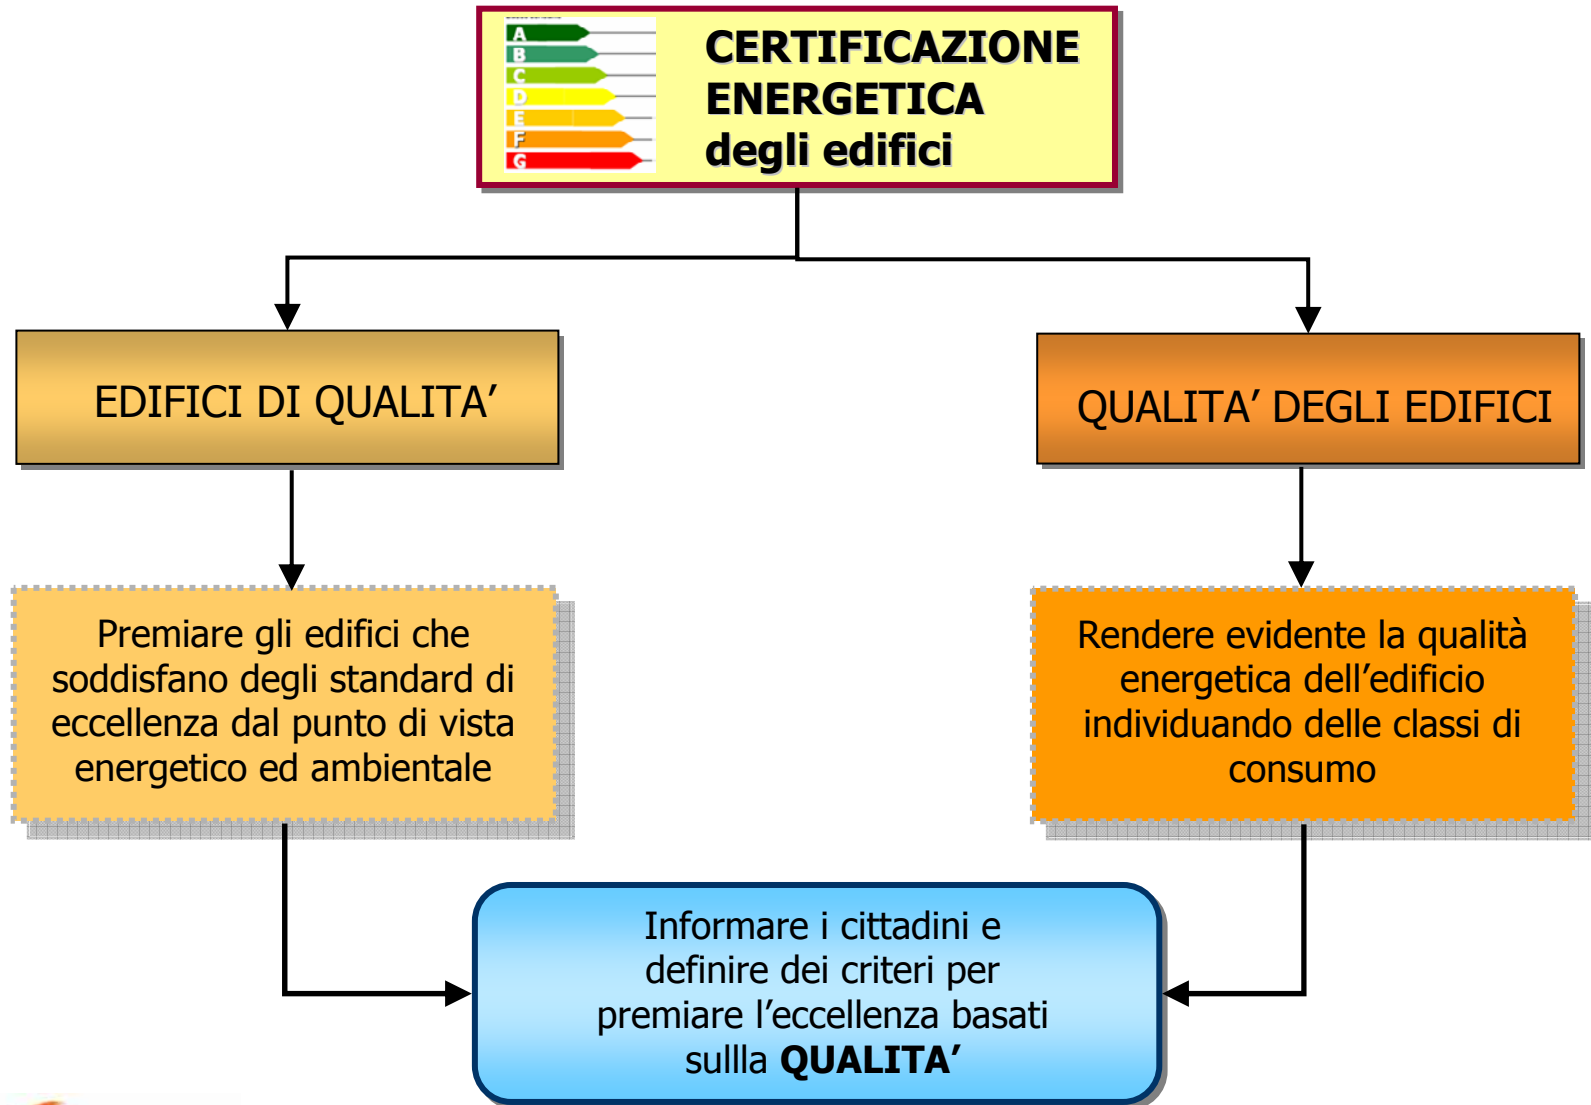 A
B
C
D
E
F
G
CERTIFICAZIONE
ENERGETICA
degli edifici
EDIFICI DI QUALITA’
QUALITA’ DEGLI EDIFICI
Premiare gli edifici che
soddisfano degli standard di
eccellenza dal punto di vista
energetico ed ambientale
Rendere evidente la qualità
energetica dell’edificio
individuando delle classi di
consumo
Informare i cittadini e
definire dei criteri per
premiare l’eccellenza basati
sullla QUALITA’